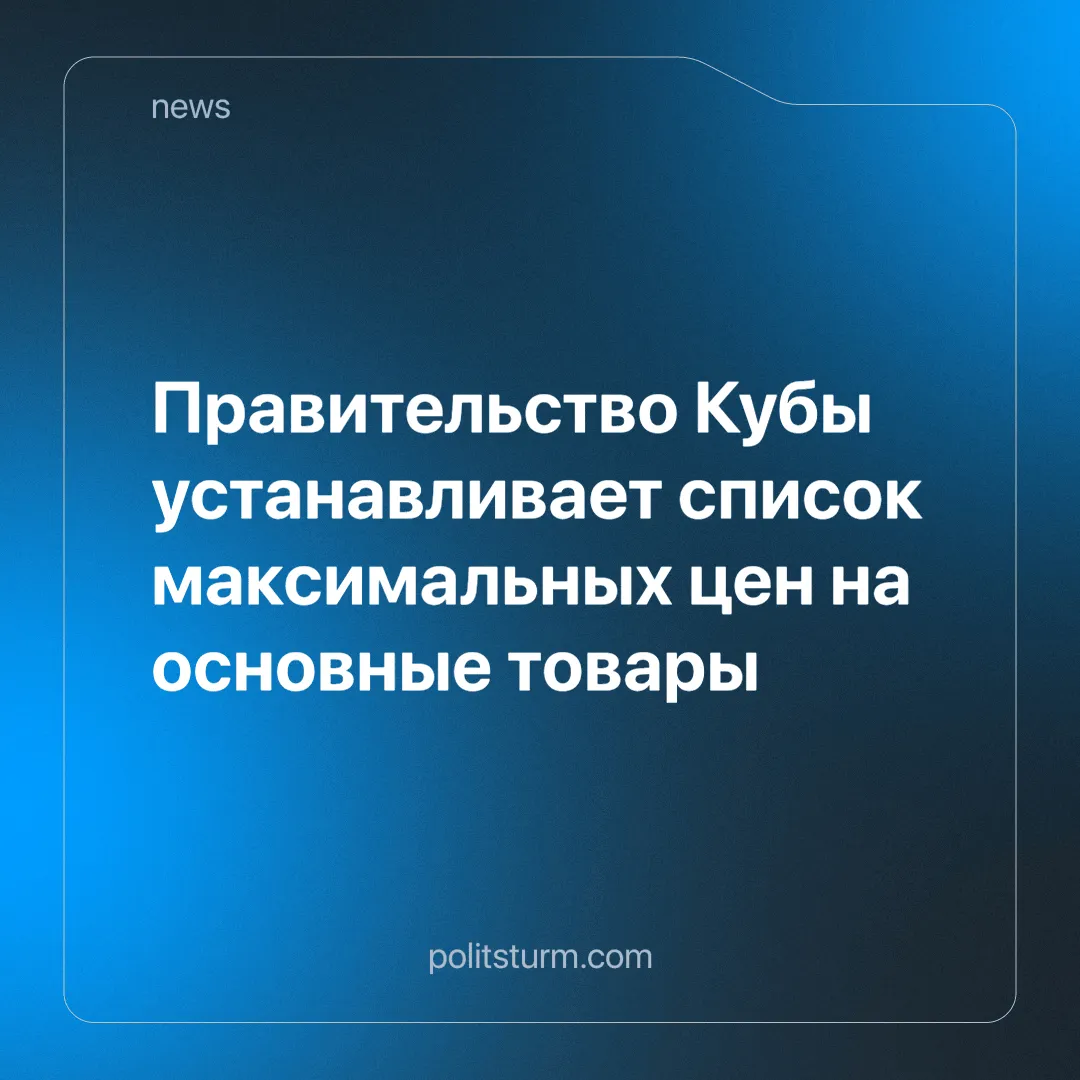 news
Правительство Кубы
устанавливает список
максимальных цен на
основные товары
politsturm.com